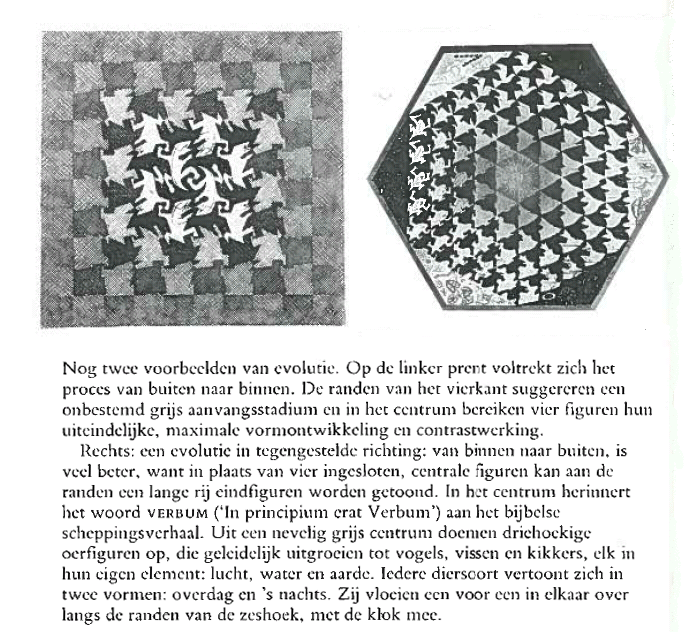 Nog twee voorbeelden van evolutie. Op de linker prent voltrekt zich het
proces van buiten naar binnen. De randen van het vierkant suggereren een
onbestemd grijs aanvangsstadium en in het centrum bereiken vier figuren hun
uiteindelijke, maximale vormontwikkeling en contrastwerking.
Rechts: een evolutie in tegengestelde richting: van binnen naar buiten, is
veel beter, want in plaats van vier ingesloten, centrale figuren kan aan de
randen een lange rij eindfiguren worden getoond. In het centrum herinnert
het woord VERBUM (‘In principium erat Verbum’) aan het bijbelse
scheppingsverhaal. Uit een nevelig grijs centrum doemen driehoekige
oerfiguren op, die geleidelijk uitgroeien tot vogels, vissen en kikkers, elk in
hun eigen element: lucht, water en aarde. Iedere diersoort vertoont zich in
twee vormen: overdag en ’s nachts. Zij vloeien een voor een in elkaar over
langs de randen van de zeshoek, met de klok mee.